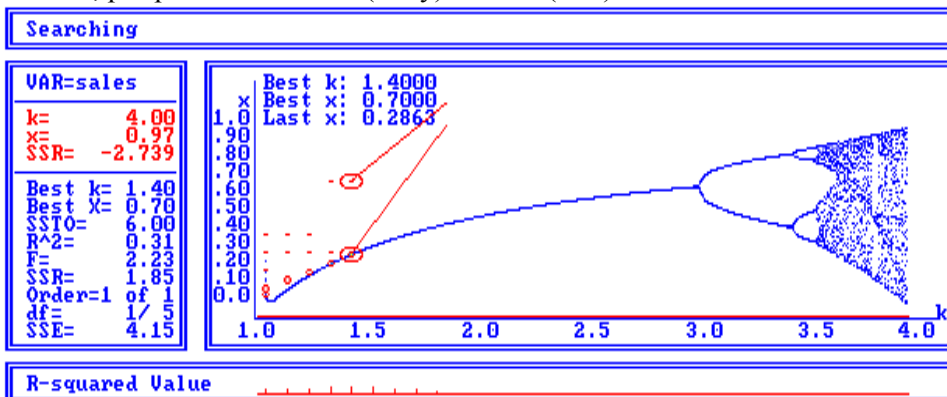 Searching
VAR=sales
k= 4.00
x= 0.97
SSR= -2.739
Best k= 1.40
Best X= 0.70
SSTO= 6.00
R^2= 0.31
F= 2.23
SSR= 1.85
Order=1 of 1
df= 1/ 5
SSE= 4.15
Best k: 1.4000
Best x: 0.7000
Last x: 0.2863
x
1.0
.90
.80
.70
.60
.50
.40
.30
.20
.10
0.0
1.0 1.5 2.0 2.5 3.0 3.5 4.0 k
R-squared Value